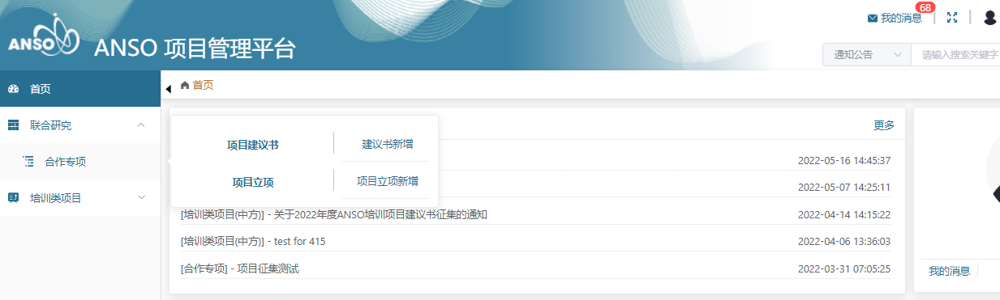 68
我的消息
ANSO
ANSO 项目管理平台
通知公告
请输入搜索关键字
首页
首页
联合研究
合作专项
培训类项目
项目建议书
建议书新增
项目立项
项目立项新增
更多
2022-05-16 14:45:37
2022-05-07 14:25:11
[培训类项目(中方)] - 关于2022年度ANSO培训项目建议书征集的通知
2022-04-14 14:15:22
[培训类项目(中方)] - test for 415
2022-04-06 13:36:03
[合作专项] - 项目征集测试
2022-03-31 07:05:25
我的消息